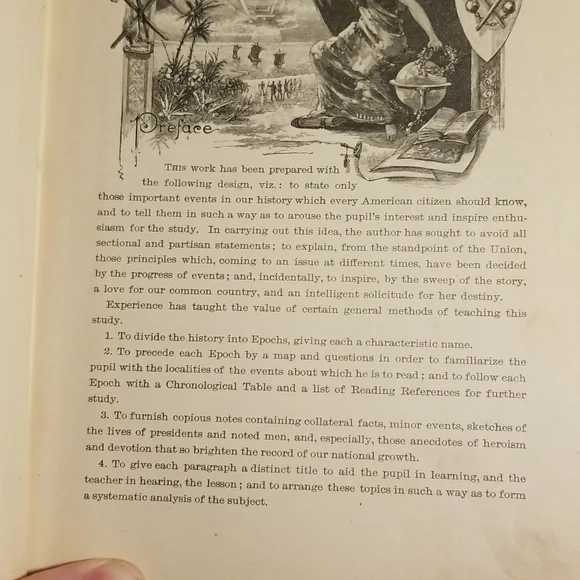 Preface
THIS work has been prepared with
the following design, viz.: to state only
those important events in our history which every American citizen should know,
and to tell them in such a way as to arouse the pupil's interest and inspire enthu-
siasm for the study. In carrying out this idea, the author has sought to avoid all
sectional and partisan statements; to explain, from the standpoint of the Union,
those principles which, coming to an issue at different times, have been decided
by the progress of events; and, incidentally, to inspire, by the sweep of the story,
a love for our common country, and an intelligent solicitude for her destiny.
Experience has taught the value of certain general methods of teaching this
study.
1. To divide the history into Epochs, giving each a characteristic name.
2. To precede each Epoch by a map and questions in order to familiarize the
pupil with the localities of the events about which he is to read; and to follow each
Epoch with a Chronological Table and a list of Reading References for further
study.
3. To furnish copious notes containing collateral facts, minor events, sketches of
the lives of presidents and noted men, and, especially, those anecdotes of heroism
and devotion that so brighten the record of our national growth.
4. To give each paragraph a distinct title to aid the pupil in learning, and the
teacher in hearing, the lesson; and to arrange these topics in such a way as to form
a systematic analysis of the subject.